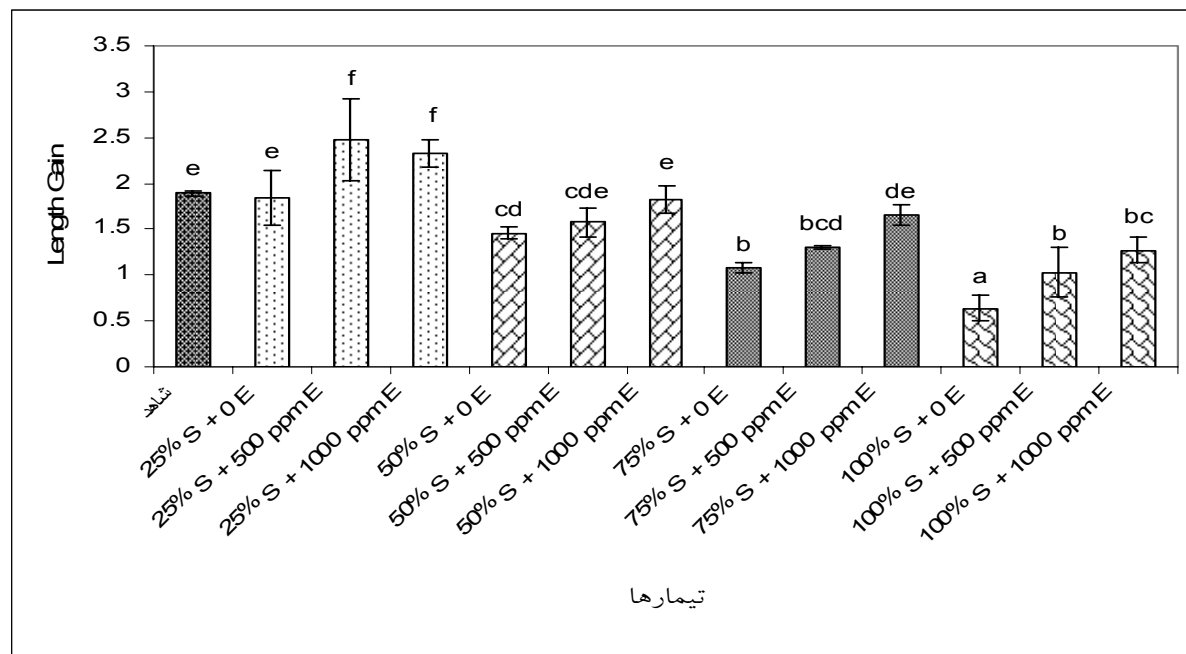 Length Gain
3.5
3
2.5
2
1.5
1
0.5
0
e
e
f
f
cd
cde
e
b
bcd
de
a
b
bc
شاهد
25% S + 0 E
25% S + 500 ppm E
25% S + 1000 ppm E
50% S + 0 E
50% S + 500 ppm E
50% S + 1000 ppm E
75% S + 0 E
75% S + 500 ppm E
75% S + 1000 ppm E
100% S + 0 E
100% S + 500 ppm E
100% S + 1000 ppm E
تیمارها